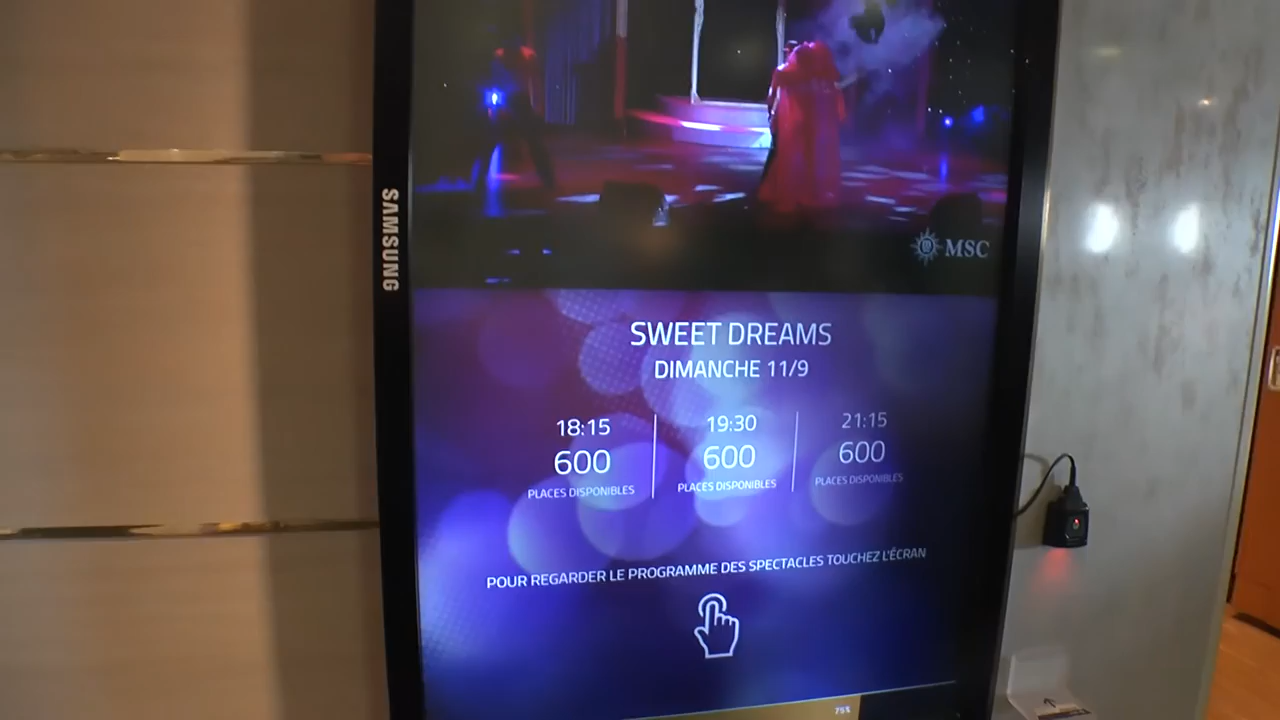 SAMSUNG
MSC
SWEET DREAMS
DIMANCHE 11/9
18:15 19:30 21:15
600 600 600
PLACES DISPONIBLES PLACES DISPONIBLES PLACES DISPONIBLES
POUR REGARDER LE PROGRAMME DES SPECTACLES TOUCHEZ L'ÉCRAN
75%